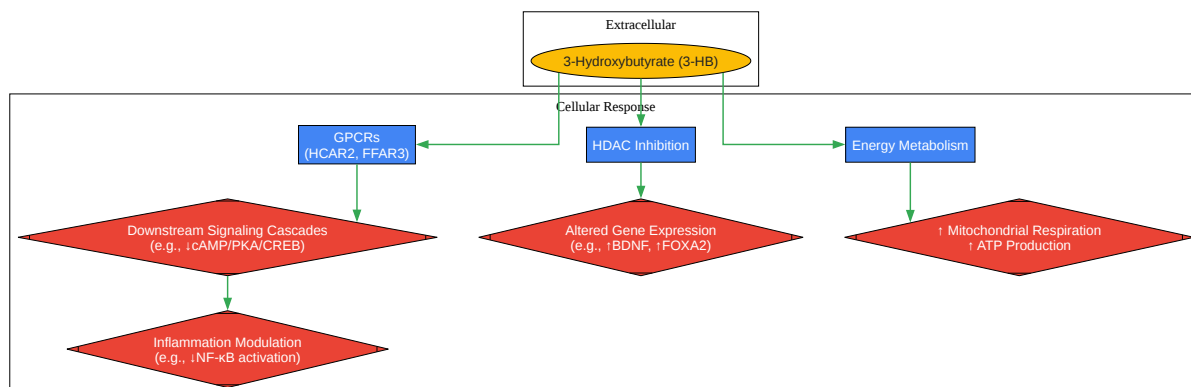 Extracellular
3-Hydroxybutyrate (3-HB)
Cellular Response
GPCRs
(HCAR2, FFAR3)
HDAC Inhibition
Energy Metabolism
Downstream Signaling Cascades
(e.g., ↓cAMP/PKA/CREB)
Altered Gene Expression
(e.g., ↑BDNF, ↑FOXA2)
↑ Mitochondrial Respiration
↑ ATP Production
Inflammation Modulation
(e.g., ↓NF-κB activation)